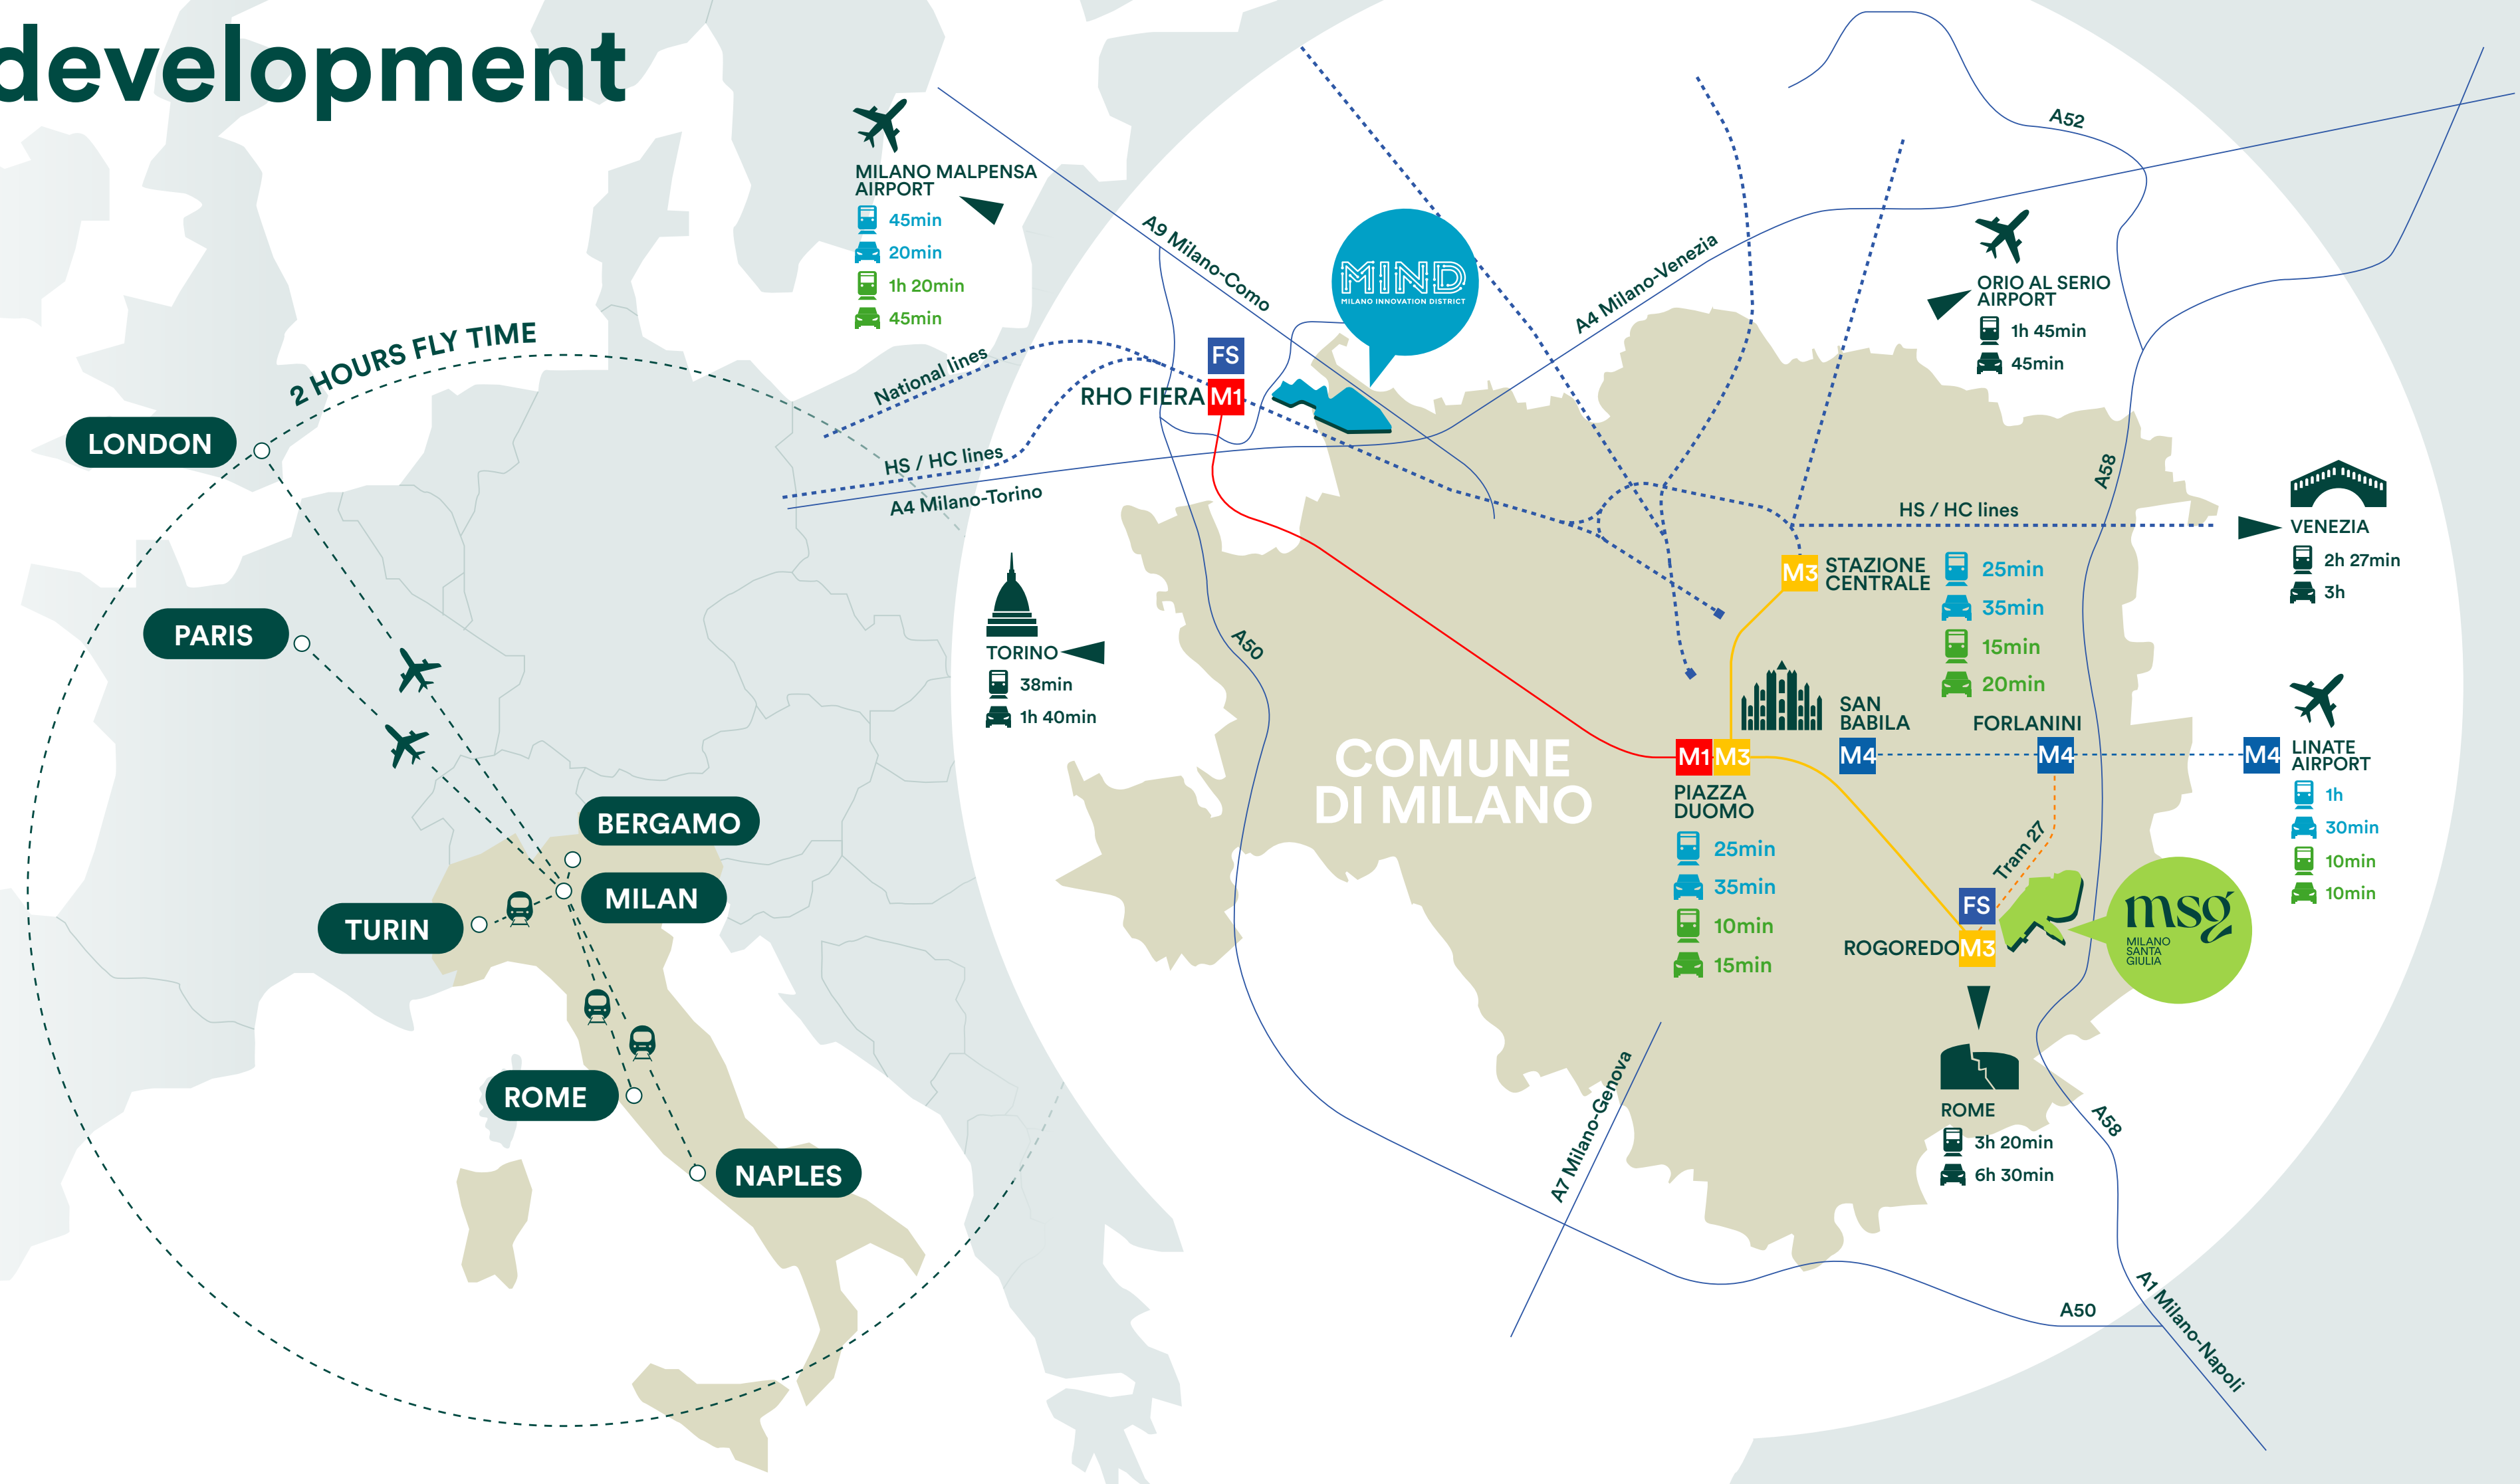 development
2 HOURS FLY TIME
LONDON
PARIS
BERGAMO
MILAN
TURIN
ROME
NAPLES
MILANO MALPENSA
AIRPORT
45min
20min
1h 20min
45min
A9 Milano-Como
National lines
HS / HC lines
A4 Milano-Torino
FS
RHO FIERA
M1
MIND
MILANO INNOVATION DISTRICT
A4 Milano-Venezia
A52
ORIO AL SERIO
AIRPORT
1h 45min
45min
A58
HS / HC lines
VENEZIA
2h 27min
3h
TORINO
38min
1h 40min
A50
M3
STAZIONE
CENTRALE
25min
35min
15min
20min
COMUNE
DI MILANO
M1
M3
PIAZZA
DUOMO
25min
35min
10min
15min
SAN
BABILA
M4
FORLANINI
M4
M4
LINATE
AIRPORT
1h
30min
10min
10min
Tram 27
FS
ROGOREDO
M3
msg
MILANO
SANTA
GIULIA
ROME
3h 20min
6h 30min
A7 Milano-Genova
A58
A50
A1 Milano-Napoli